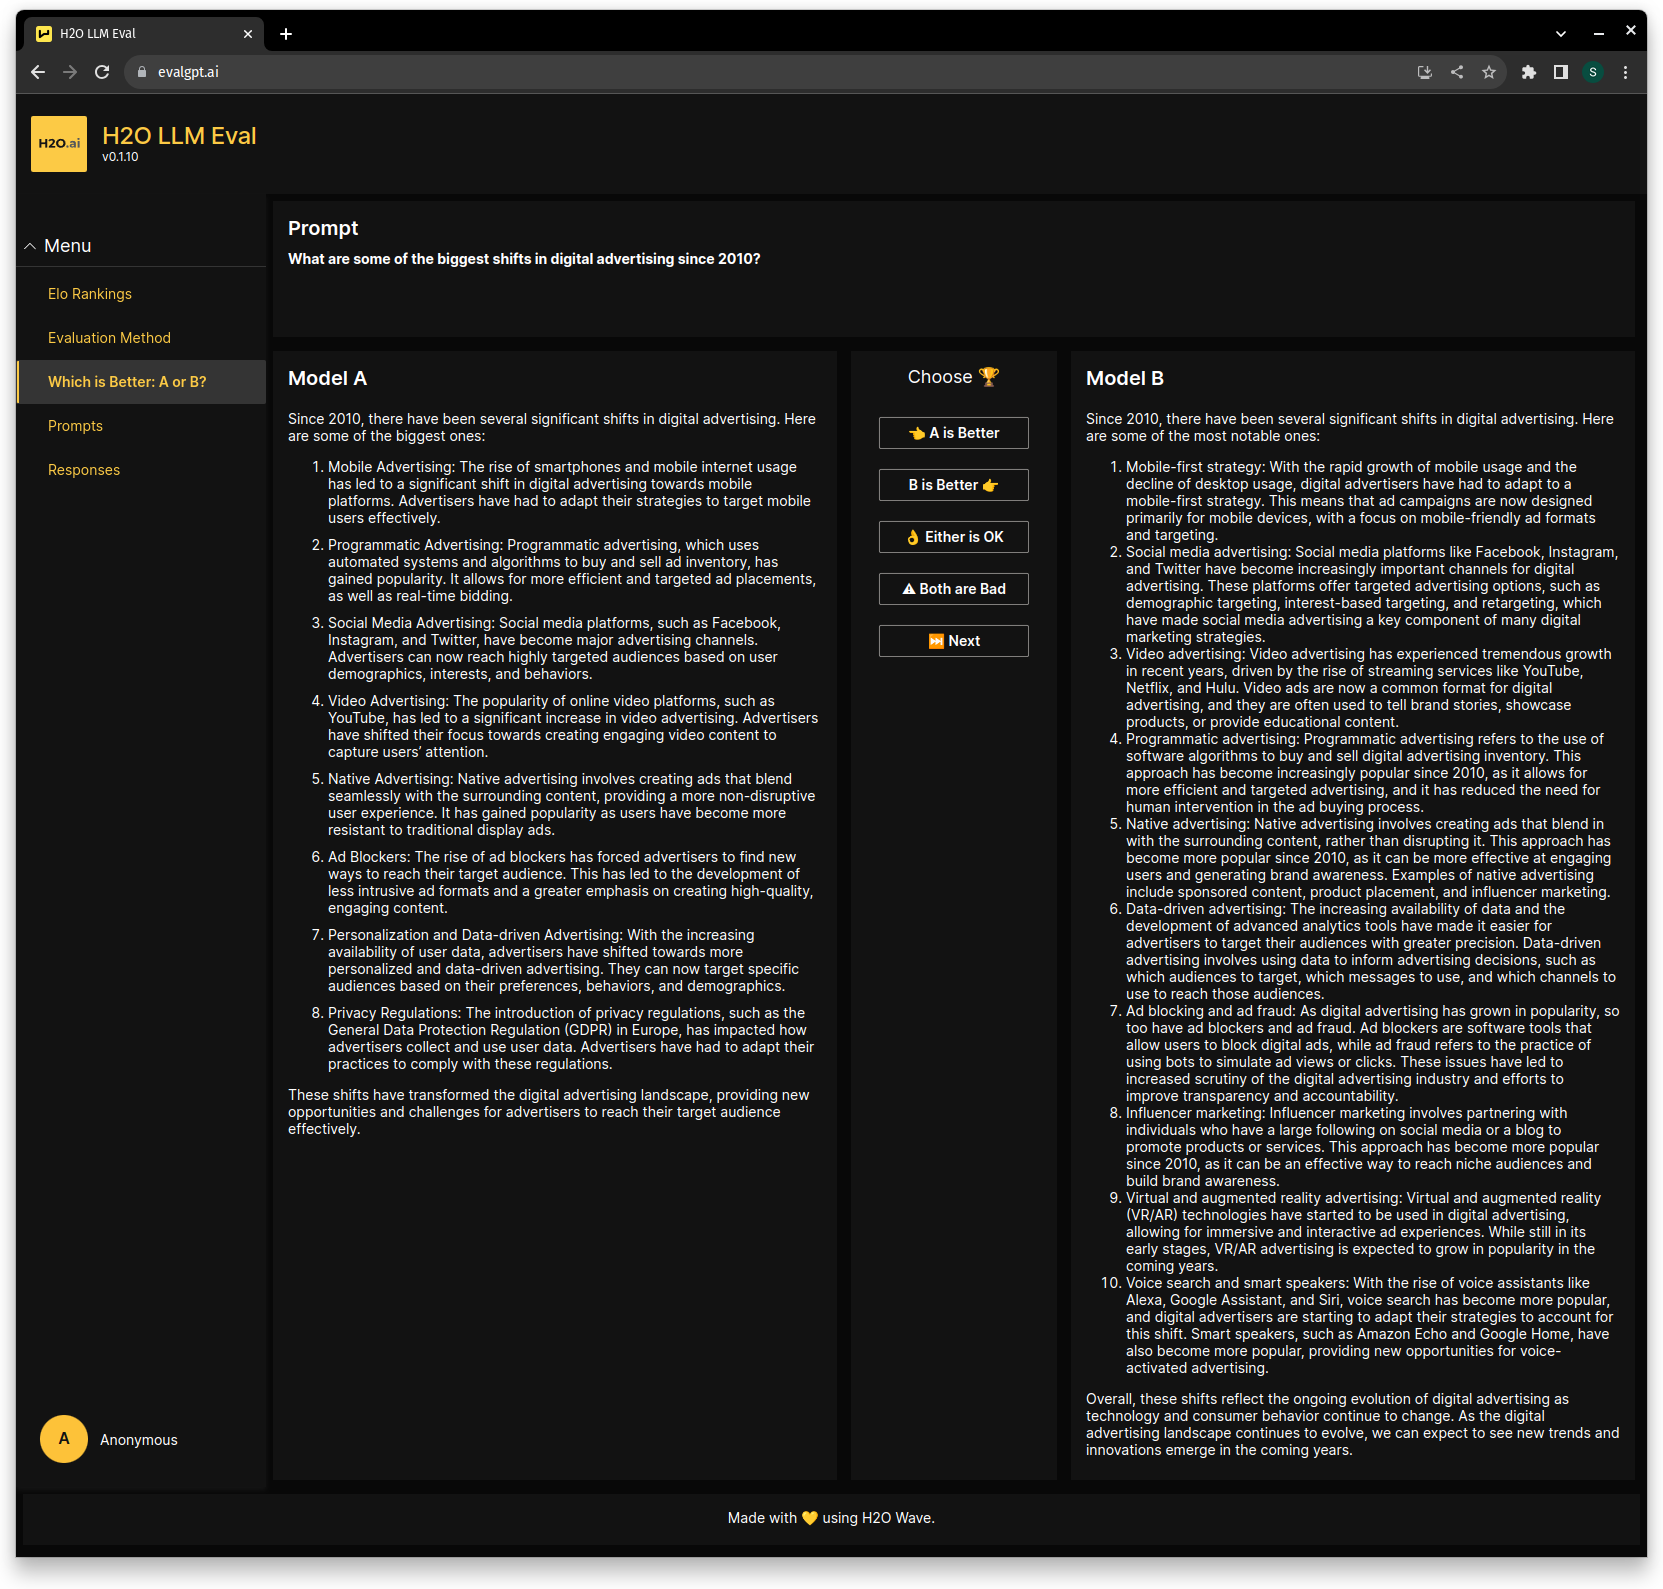 H2O LLM Eval
evalgpt.ai
S
H2O.ai
H2O LLM Eval
v0.1.10
Menu
Elo Rankings
Evaluation Method
Which is Better: A or B?
Prompts
Responses
A
Anonymous
Prompt
What are some of the biggest shifts in digital advertising since 2010?
Model A
Since 2010, there have been several significant shifts in digital advertising. Here
are some of the biggest ones:
1. Mobile Advertising: The rise of smartphones and mobile internet usage
has led to a significant shift in digital advertising towards mobile
platforms. Advertisers have had to adapt their strategies to target mobile
users effectively.
2. Programmatic Advertising: Programmatic advertising, which uses
automated systems and algorithms to buy and sell ad inventory, has
gained popularity. It allows for more efficient and targeted ad placements,
as well as real-time bidding.
3. Social Media Advertising: Social media platforms, such as Facebook,
Instagram, and Twitter, have become major advertising channels.
Advertisers can now reach highly targeted audiences based on user
demographics, interests, and behaviors.
4. Video Advertising: The popularity of online video platforms, such as
YouTube, has led to a significant increase in video advertising. Advertisers
have shifted their focus towards creating engaging video content to
capture users’ attention.
5. Native Advertising: Native advertising involves creating ads that blend
seamlessly with the surrounding content, providing a more non-disruptive
user experience. It has gained popularity as users have become more
resistant to traditional display ads.
6. Ad Blockers: The rise of ad blockers has forced advertisers to find new
ways to reach their target audience. This has led to the development of
less intrusive ad formats and a greater emphasis on creating high-quality,
engaging content.
7. Personalization and Data-driven Advertising: With the increasing
availability of user data, advertisers have shifted towards more
personalized and data-driven advertising. They can now target specific
audiences based on their preferences, behaviors, and demographics.
8. Privacy Regulations: The introduction of privacy regulations, such as the
General Data Protection Regulation (GDPR) in Europe, has impacted how
advertisers collect and use user data. Advertisers have had to adapt their
practices to comply with these regulations.
These shifts have transformed the digital advertising landscape, providing new
opportunities and challenges for advertisers to reach their target audience
effectively.
Choose 🏆
👈 A is Better
B is Better 👉
👌 Either is OK
⚠ Both are Bad
⏭ Next
Model B
Since 2010, there have been several significant shifts in digital advertising. Here
are some of the most notable ones:
1. Mobile-first strategy: With the rapid growth of mobile usage and the
decline of desktop usage, digital advertisers have had to adapt to a
mobile-first strategy. This means that ad campaigns are now designed
primarily for mobile devices, with a focus on mobile-friendly ad formats
and targeting.
2. Social media advertising: Social media platforms like Facebook, Instagram,
and Twitter have become increasingly important channels for digital
advertising. These platforms offer targeted advertising options, such as
demographic targeting, interest-based targeting, and retargeting, which
have made social media advertising a key component of many digital
marketing strategies.
3. Video advertising: Video advertising has experienced tremendous growth
in recent years, driven by the rise of streaming services like YouTube,
Netflix, and Hulu. Video ads are now a common format for digital
advertising, and they are often used to tell brand stories, showcase
products, or provide educational content.
4. Programmatic advertising: Programmatic advertising refers to the use of
software algorithms to buy and sell digital advertising inventory. This
approach has become increasingly popular since 2010, as it allows for
more efficient and targeted advertising, and it has reduced the need for
human intervention in the ad buying process.
5. Native advertising: Native advertising involves creating ads that blend in
with the surrounding content, rather than disrupting it. This approach has
become more popular since 2010, as it can be more effective at engaging
users and generating brand awareness. Examples of native advertising
include sponsored content, product placement, and influencer marketing.
6. Data-driven advertising: The increasing availability of data and the
development of advanced analytics tools have made it easier for
advertisers to target their audiences with greater precision. Data-driven
advertising involves using data to inform advertising decisions, such as
which audiences to target, which messages to use, and which channels to
use to reach those audiences.
7. Ad blocking and ad fraud: As digital advertising has grown in popularity, so
too have ad blockers and ad fraud. Ad blockers are software tools that
allow users to block digital ads, while ad fraud refers to the practice of
using bots to simulate ad views or clicks. These issues have led to
increased scrutiny of the digital advertising industry and efforts to
improve transparency and accountability.
8. Influencer marketing: Influencer marketing involves partnering with
individuals who have a large following on social media or a blog to
promote products or services. This approach has become more popular
since 2010, as it can be an effective way to reach niche audiences and
build brand awareness.
9. Virtual and augmented reality advertising: Virtual and augmented reality
(VR/AR) technologies have started to be used in digital advertising,
allowing for immersive and interactive ad experiences. While still in its
early stages, VR/AR advertising is expected to grow in popularity in the
coming years.
10. Voice search and smart speakers: With the rise of voice assistants like
Alexa, Google Assistant, and Siri, voice search has become more popular,
and digital advertisers are starting to adapt their strategies to account for
this shift. Smart speakers, such as Amazon Echo and Google Home, have
also become more popular, providing new opportunities for voice-
activated advertising.
Overall, these shifts reflect the ongoing evolution of digital advertising as
technology and consumer behavior continue to change. As the digital
advertising landscape continues to evolve, we can expect to see new trends and
innovations emerge in the coming years.
Made with 💛 using H2O Wave.